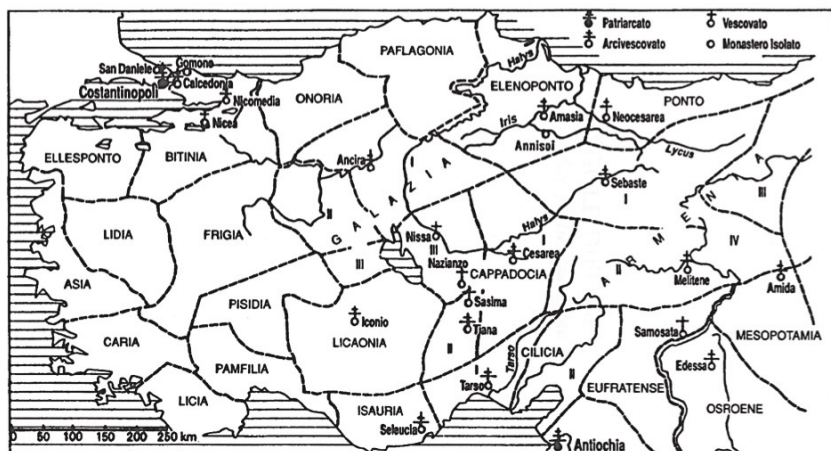 Patriarcato
Vescovato
Arcivescovato
Monastero Isolato
PAFLAGONIA
Halys
San Daniele
Gomono
Calcedonia
Costantinopoli
Nicomedia
ONORIA
ELENOPONTO
PONTO
Nicea
Iris
Amasia
Neocesarea
Annisoi
Lycus
ELLESPONTO
BITINIA
Ancira
I
GALAZIA
Sebaste
I
ARMENIA
III
II
LIDIA
FRIGIA
Halys
Nissa
III
I
Cesarea
IV
III
Nazianzo
CAPPADOCIA
II
Melitene
Amida
ASIA
PISIDIA
Sasima
Iconio
Tiana
Samosata
MESOPOTAMIA
CARIA
LICAONIA
II
Tarso
CILICIA
Edessa
PAMFILIA
Tarso
I
II
EUFRATENSE
OSROENE
LICIA
ISAURIA
Seleucia
Antiochia
0 50 100 150 200 250 km